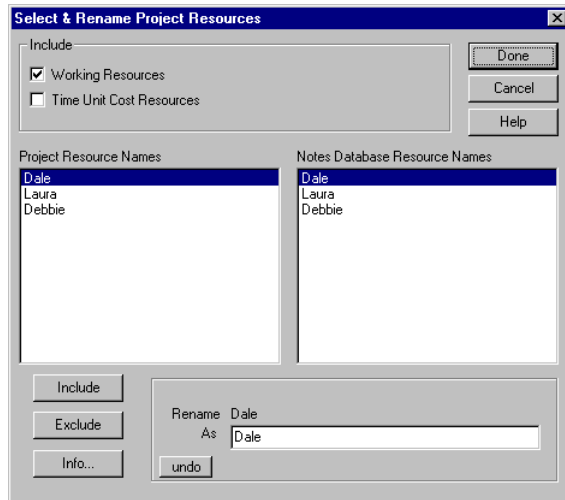 Select & Rename Project Resources
Include
Working Resources
Time Unit Cost Resources
Done
Cancel
Help
Project Resource Names
Dale
Laura
Debbie
Notes Database Resource Names
Dale
Laura
Debbie
Include
Exclude
Info...
Rename Dale
As Dale
undo